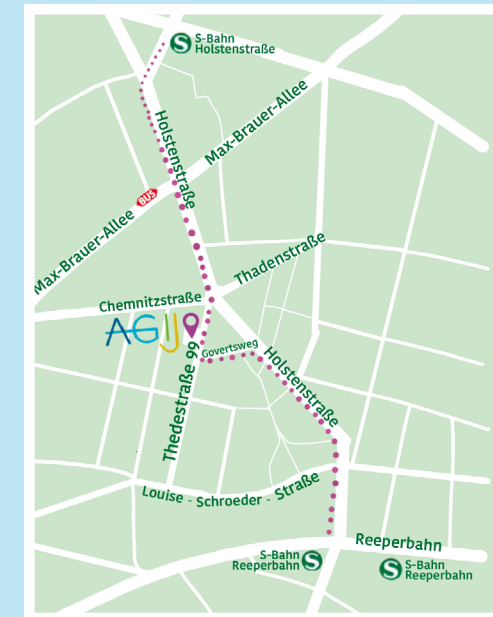 S
S-Bahn
Holstenstraße
Holstenstraße
Max-Brauer-Allee
BUS
Max-Brauer-Allee
Thadenstraße
Chemnitzstraße
AGIJ
Govertsweg
Thedestraße 99
Holstenstraße
Louise - Schroeder - Straße
Reeperbahn
S-Bahn
Reeperbahn
S
S
S-Bahn
Reeperbahn